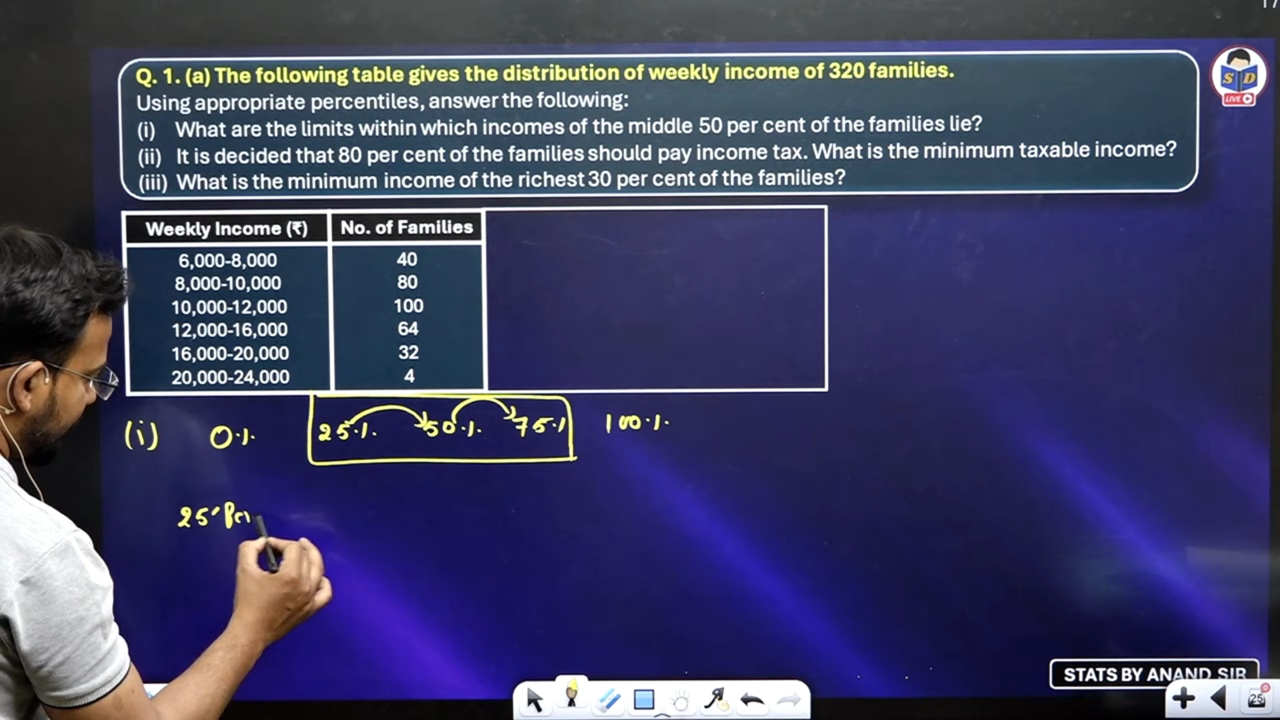 Q. 1. (a) The following table gives the distribution of weekly income of 320 families.
Using appropriate percentiles, answer the following:
(i) What are the limits within which incomes of the middle 50 per cent of the families lie?
(ii) It is decided that 80 per cent of the families should pay income tax. What is the minimum taxable income?
(iii) What is the minimum income of the richest 30 per cent of the families?
S D
LIVE
Weekly Income (₹) No. of Families
6,000-8,000 40
8,000-10,000 80
10,000-12,000 100
12,000-16,000 64
16,000-20,000 32
20,000-24,000 4
(i) 0% 25% 50% 75% 100%
25' Per
STATS BY ANAND SIR
25